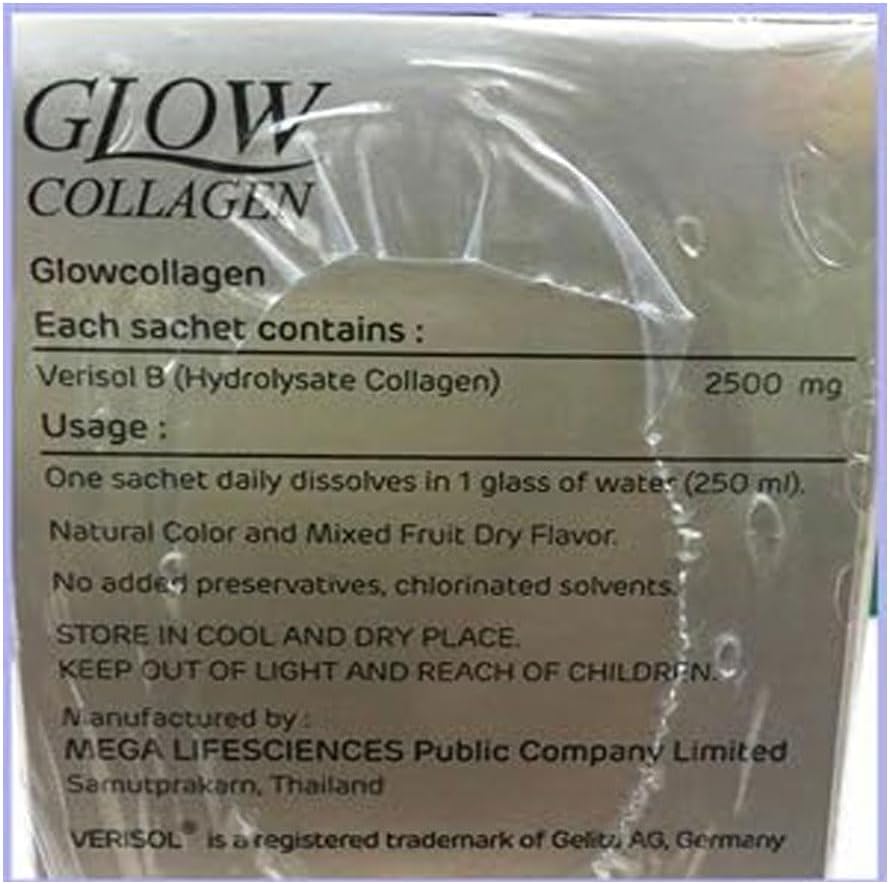 GLOW
COLLAGEN
Glowcollagen
Each sachet contains :
Verisol B (Hydrolysate Collagen) 2500 mg
Usage :
One sachet daily dissolves in 1 glass of water (250 ml).
Natural Color and Mixed Fruit Dry Flavor.
No added preservatives, chlorinated solvents.
STORE IN COOL AND DRY PLACE.
KEEP OUT OF LIGHT AND REACH OF CHILDREN.
Manufactured by :
MEGA LIFESCIENCES Public Company Limited
Samutprakarn, Thailand
VERISOL® is a registered trademark of Gelita AG, Germany